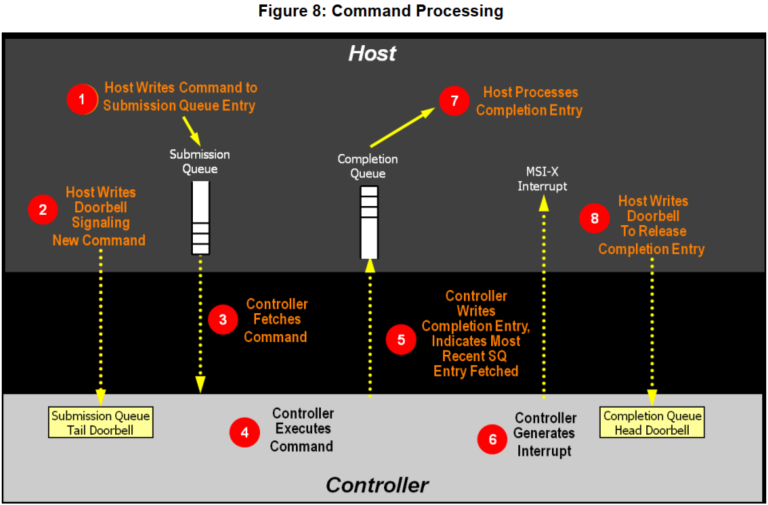 Figure 8: Command Processing
Host
1
Host Writes Command to
Submission Queue Entry
7
Host Processes
Completion Entry
Submission
Queue
Completion
Queue
MSI-X
Interrupt
2
Host Writes
Doorbell
Signaling
New Command
8
Host Writes
Doorbell
To Release
Completion Entry
3
Controller
Fetches
Command
5
Controller
Writes
Completion Entry,
Indicates Most
Recent SQ
Entry Fetched
Submission Queue
Tail Doorbell
4
Controller
Executes
Command
6
Controller
Generates
Interrupt
Completion Queue
Head Doorbell
Controller